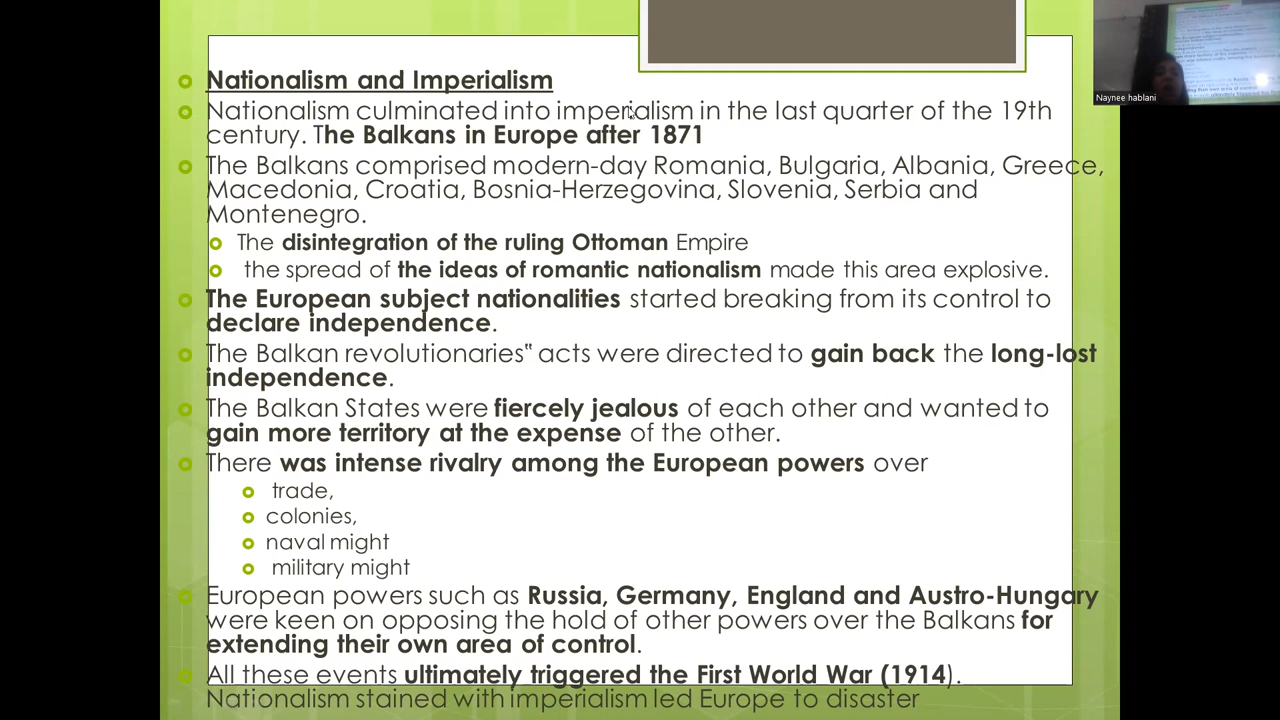 Nationalism and Imperialism
Nationalism culminated into imperialism in the last quarter of the 19th
century. The Balkans in Europe after 1871
The Balkans comprised modern-day Romania, Bulgaria, Albania, Greece,
Macedonia, Croatia, Bosnia-Herzegovina, Slovenia, Serbia and
Montenegro.
The disintegration of the ruling Ottoman Empire
the spread of the ideas of romantic nationalism made this area explosive.
The European subject nationalities started breaking from its control to
declare independence.
The Balkan revolutionaries‟ acts were directed to gain back the long-lost
independence.
The Balkan States were fiercely jealous of each other and wanted to
gain more territory at the expense of the other.
There was intense rivalry among the European powers over
trade,
colonies,
naval might
military might
European powers such as Russia, Germany, England and Austro-Hungary
were keen on opposing the hold of other powers over the Balkans for
extending their own area of control.
All these events ultimately triggered the First World War (1914).
Nationalism stained with imperialism led Europe to disaster
Naynee hablani